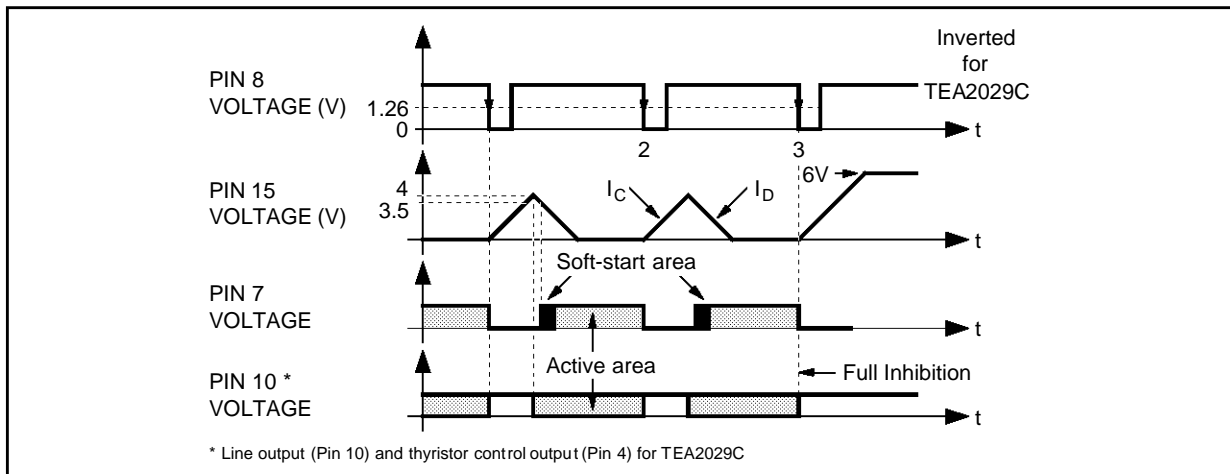 Inverted
for
TEA2029C
PIN 8
VOLTAGE (V)
1.26
0
t
2
3
PIN 15
VOLTAGE (V)
4
3.5
I_C
I_D
6V
t
Soft-start area
PIN 7
VOLTAGE
t
Active area
Full Inhibition
PIN 10 *
VOLTAGE
t
* Line output (Pin 10) and thyristor control output (Pin 4) for TEA2029C